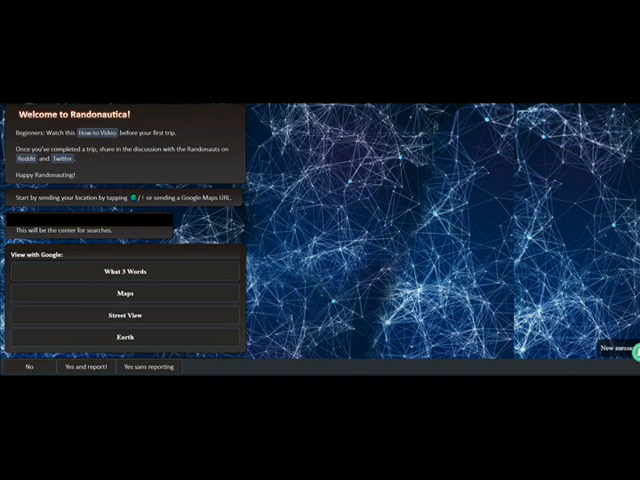 Welcome to Randonautica!
Beginners: Watch this How to Video before your first trip.
Once you've completed a trip, share in the discussion with the Randonauts on
Reddit and Twitter.
Happy Randonauting!
Start by sending your location by tapping / or sending a Google Maps URL.
This will be the center for searches.
View with Google:
What 3 Words
Maps
Street View
Earth
No
Yes and report!
Yes sans reporting
New